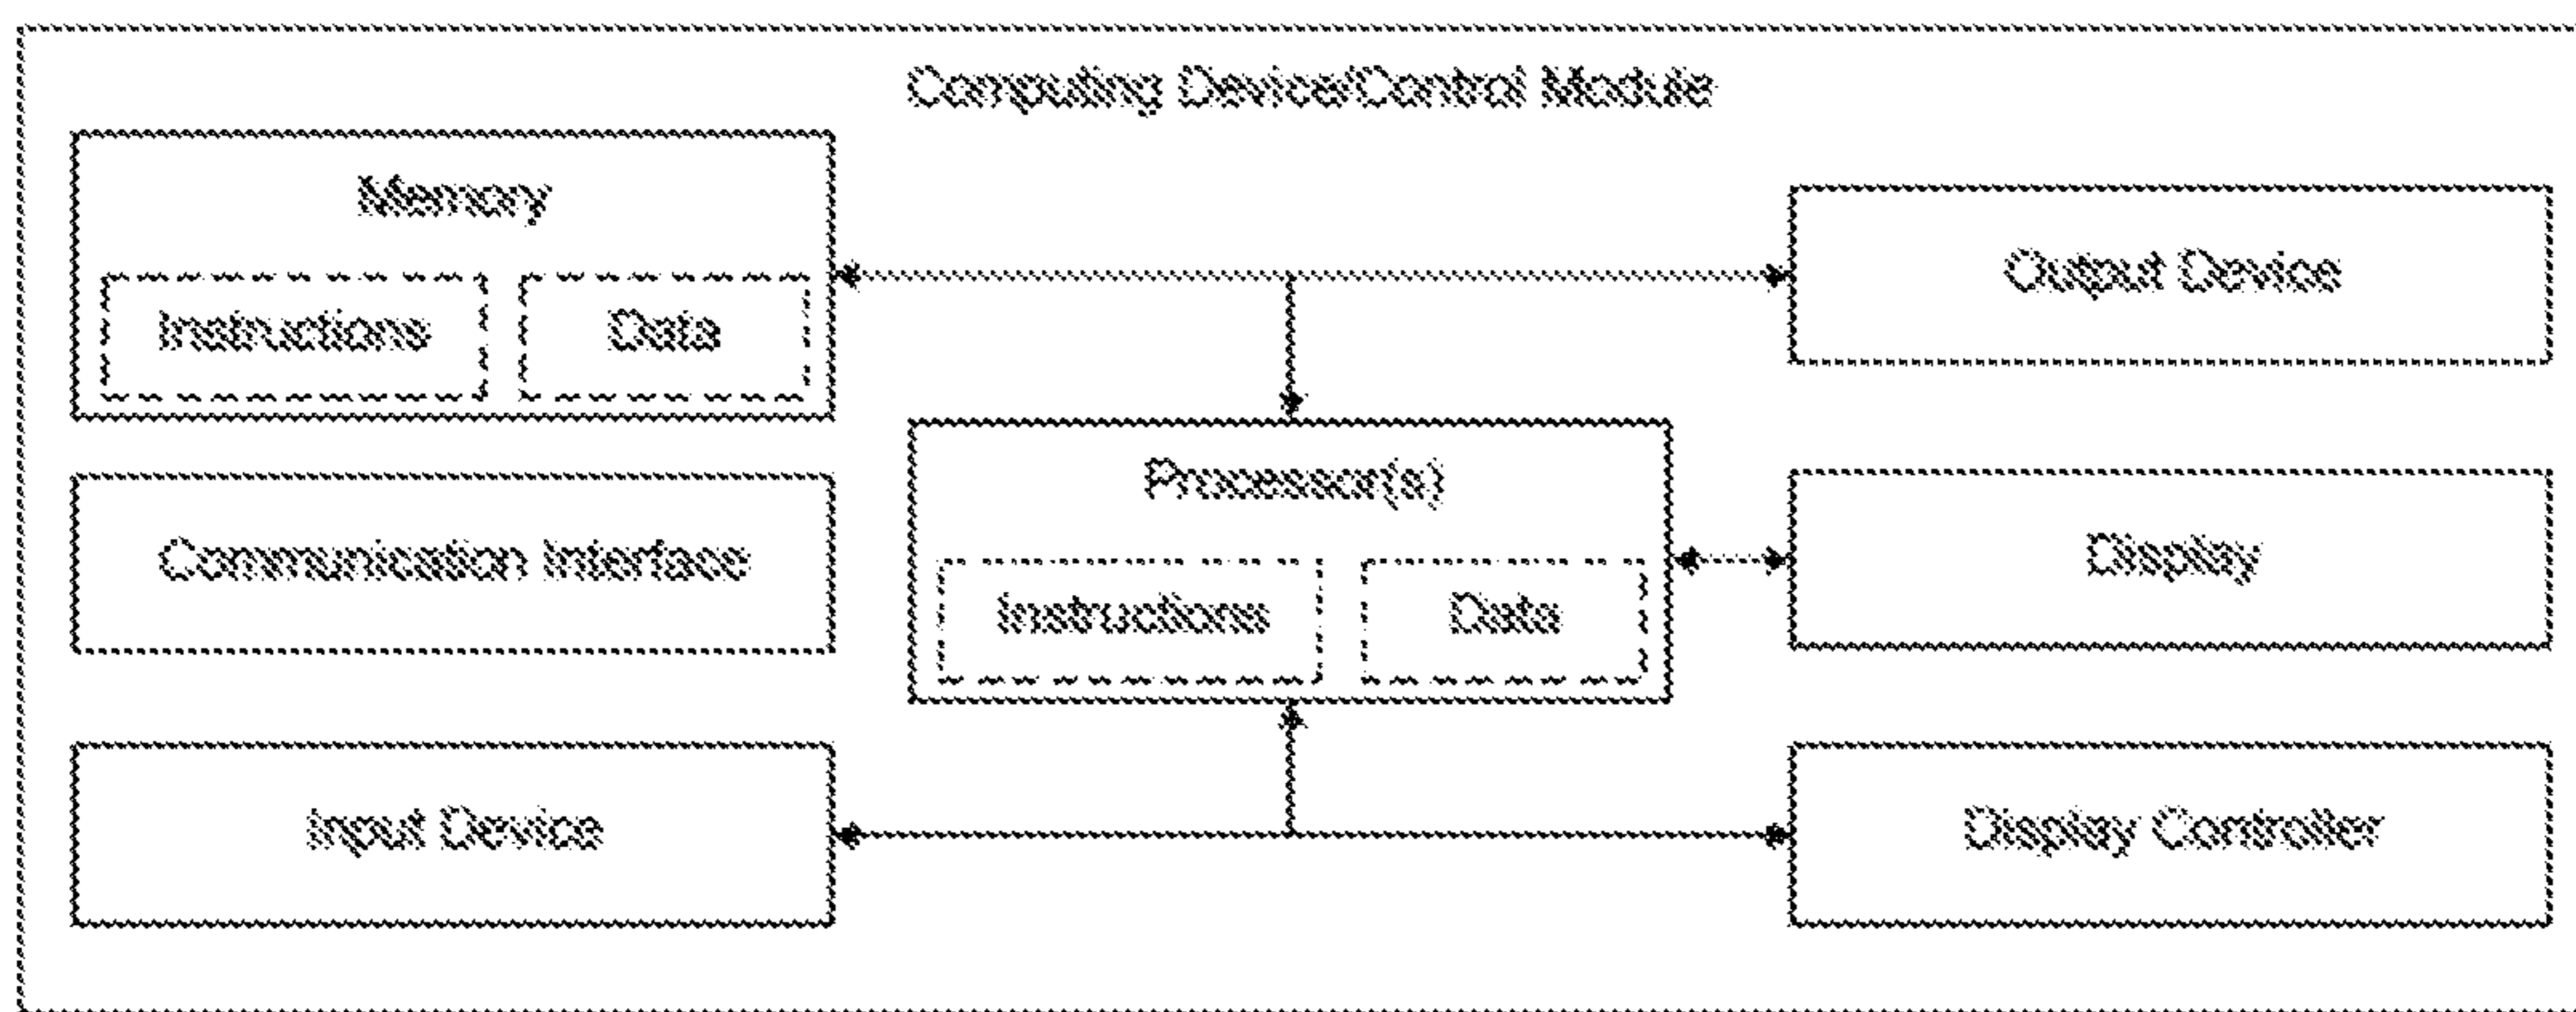 Computing Device/Control Module
Memory
Instructions
Data
Output Device
Processor(s)
Instructions
Data
Communication Interface
Display
Input Device
Display Controller